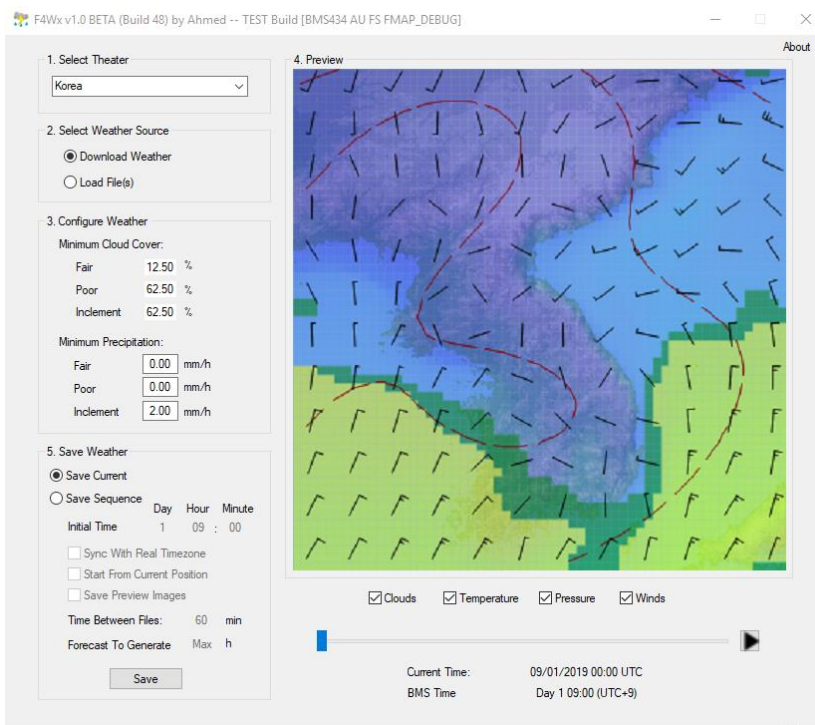 F4Wx v1.0 BETA (Build 48) by Ahmed -- TEST Build [BMS434 AU FS FMAP_DEBUG]
About
1. Select Theater
Korea
2. Select Weather Source
Download Weather
Load File(s)
3. Configure Weather
Minimum Cloud Cover:
Fair 12.50 %
Poor 62.50 %
Inclement 62.50 %
Minimum Precipitation:
Fair 0.00 mm/h
Poor 0.00 mm/h
Inclement 2.00 mm/h
5. Save Weather
Save Current
Save Sequence
Day Hour Minute
Initial Time 1 09 : 00
Sync With Real Timezone
Start From Current Position
Save Preview Images
Time Between Files: 60 min
Forecast To Generate Max h
Save
4. Preview
Clouds Temperature Pressure Winds
Current Time: 09/01/2019 00:00 UTC
BMS Time Day 1 09:00 (UTC+9)